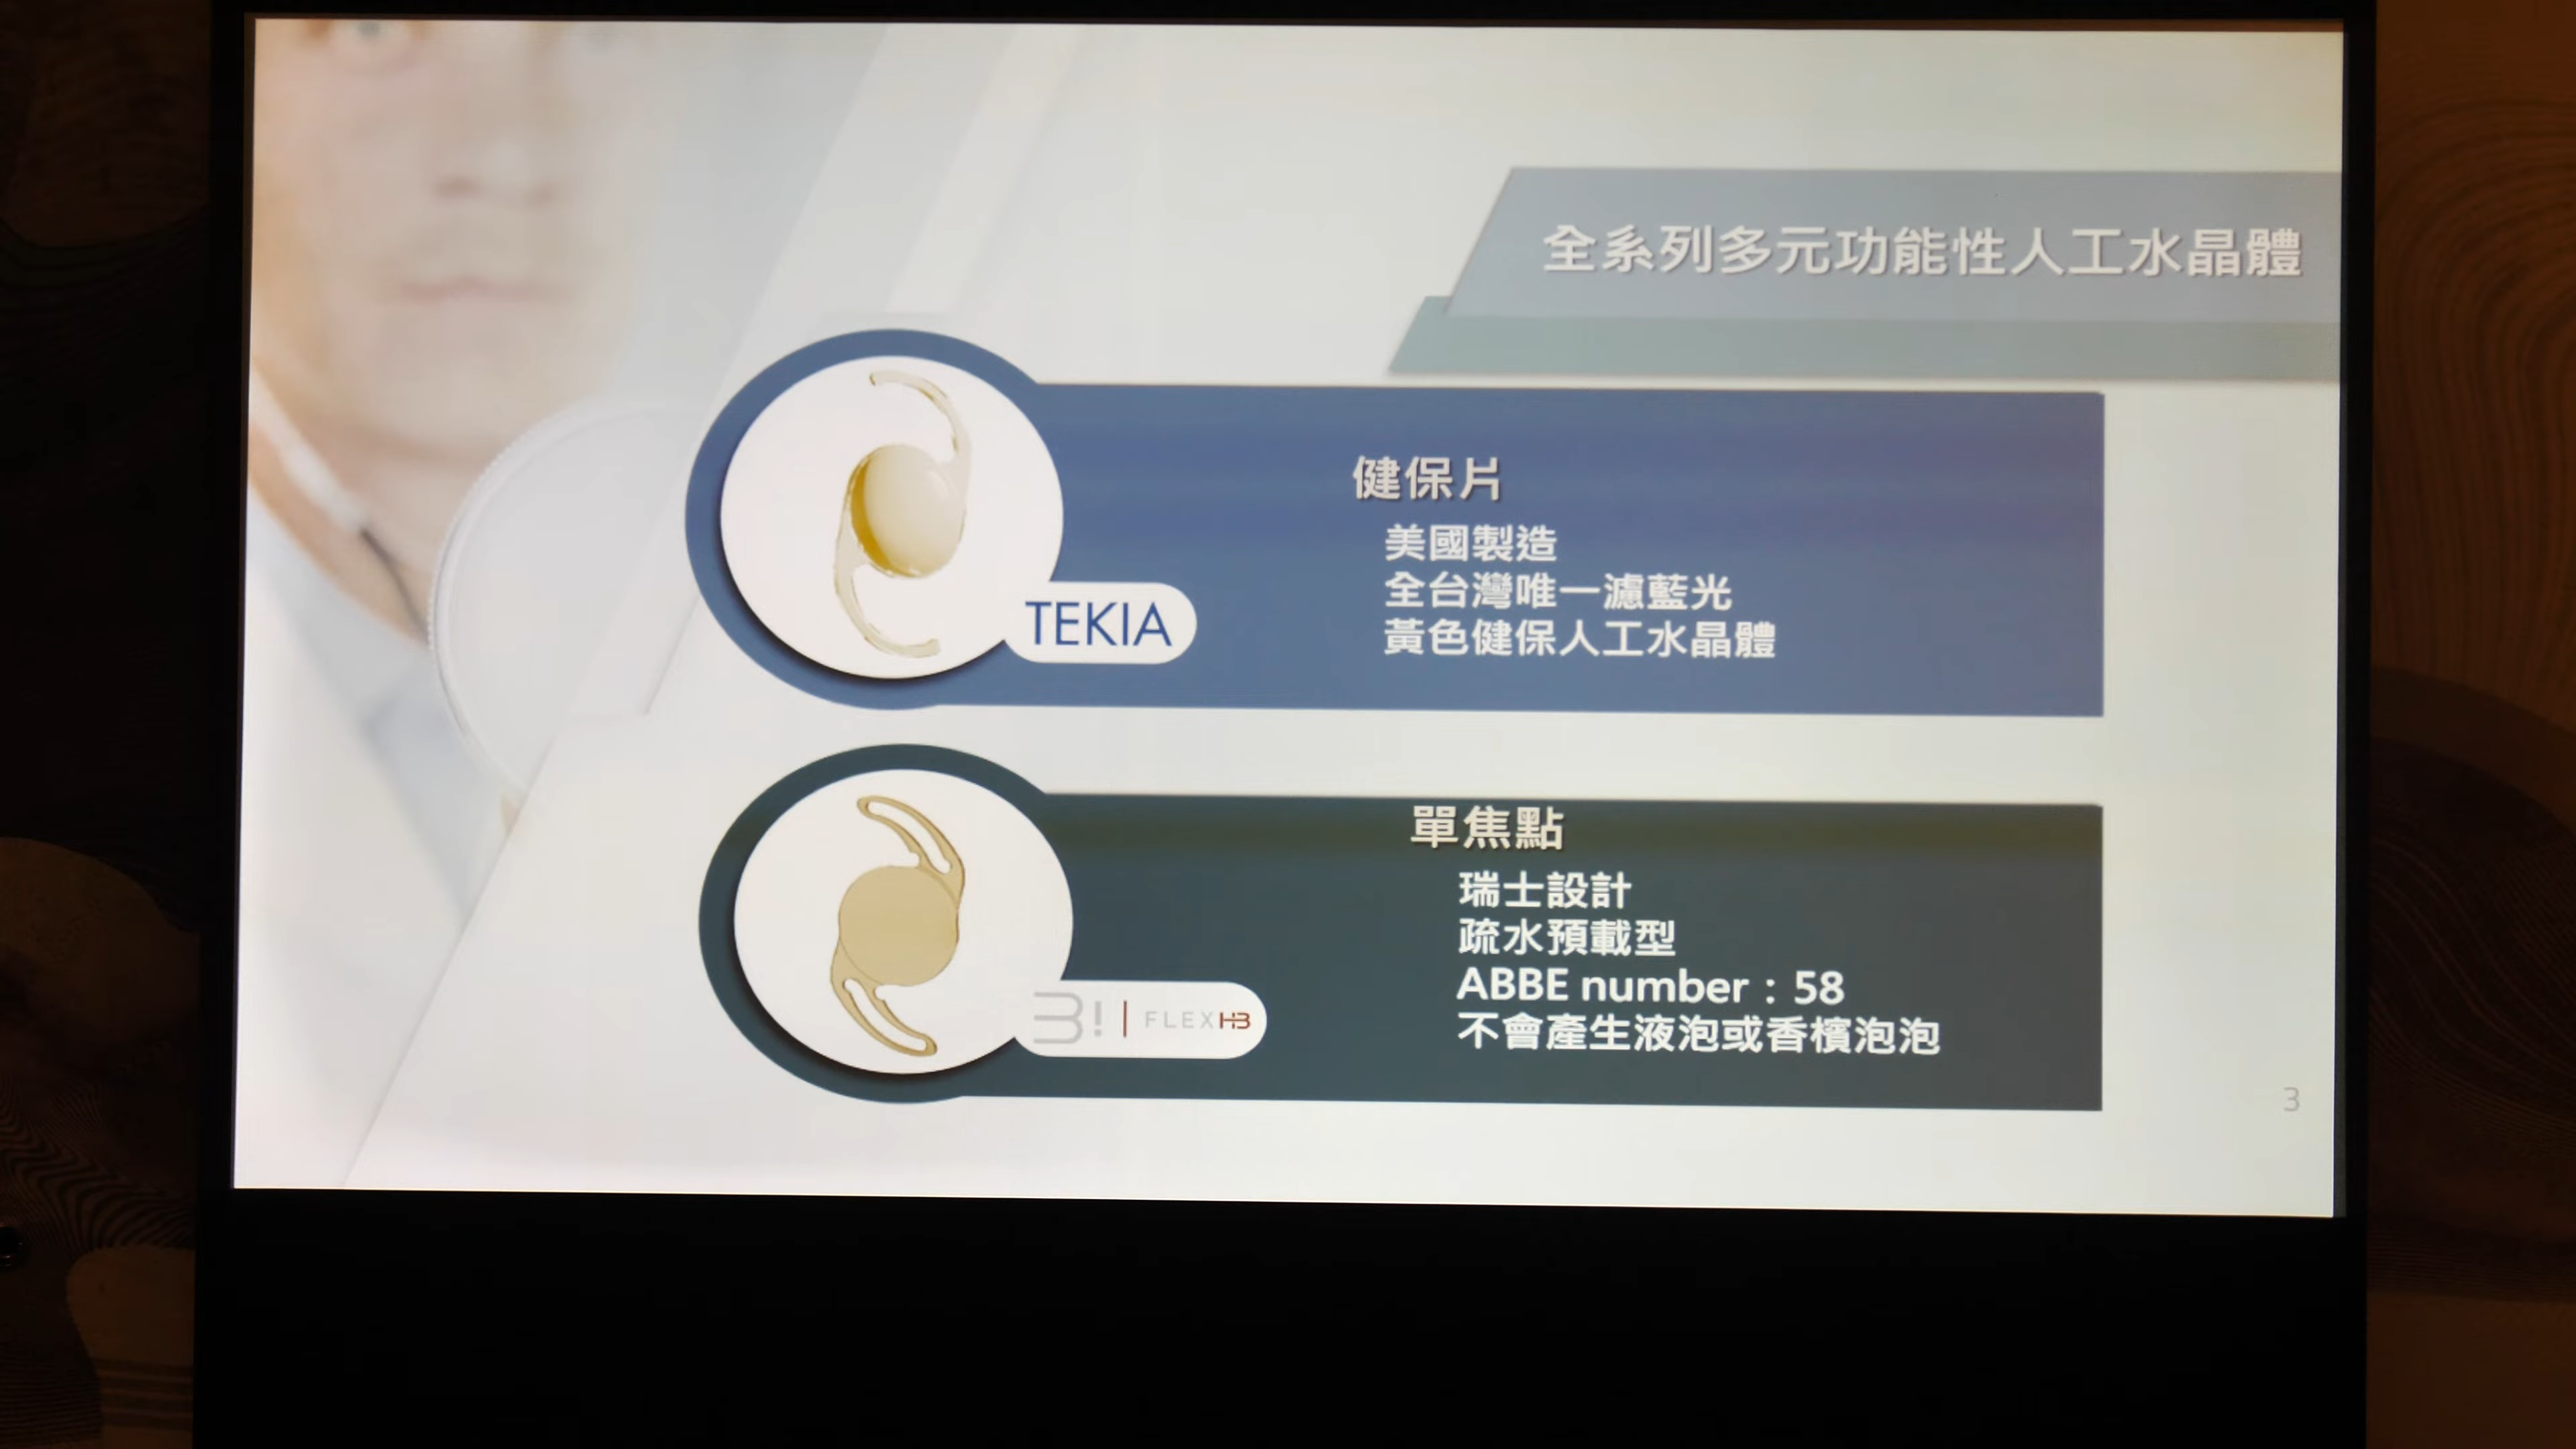 全系列多元功能性人工水晶體
健保片
美國製造
全台灣唯一濾藍光
黃色健保人工水晶體
TEKIA
單焦點
瑞士設計
疏水預載型
ABBE number：58
不會產生液泡或香檳泡泡
FLEX HB
3